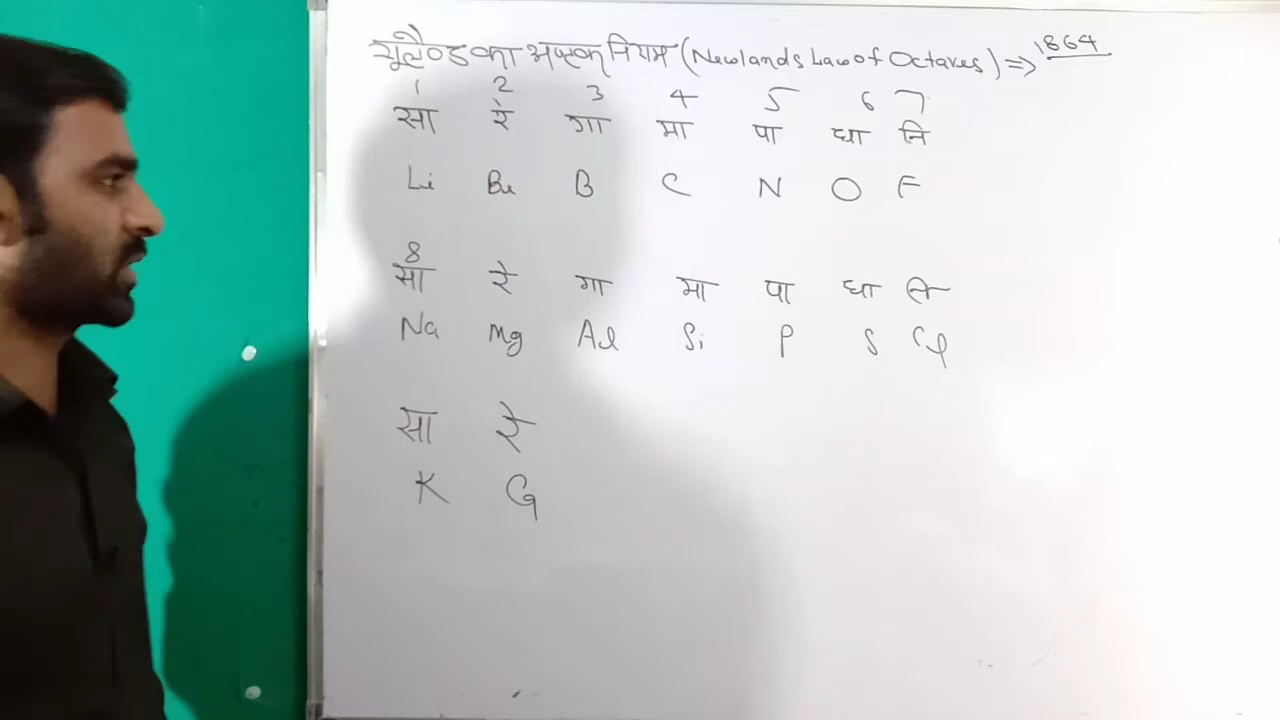 न्यूलैण्ड का अष्टक नियम (Newlands Law of Octaves) ⇒ 1864
1 2 3 4 5 6 7
सा रे गा मा पा धा नि
Li Be B C N O F
8
सा रे गा मा पा धा नि
Na Mg Al Si P S Cl
सा रे
K G